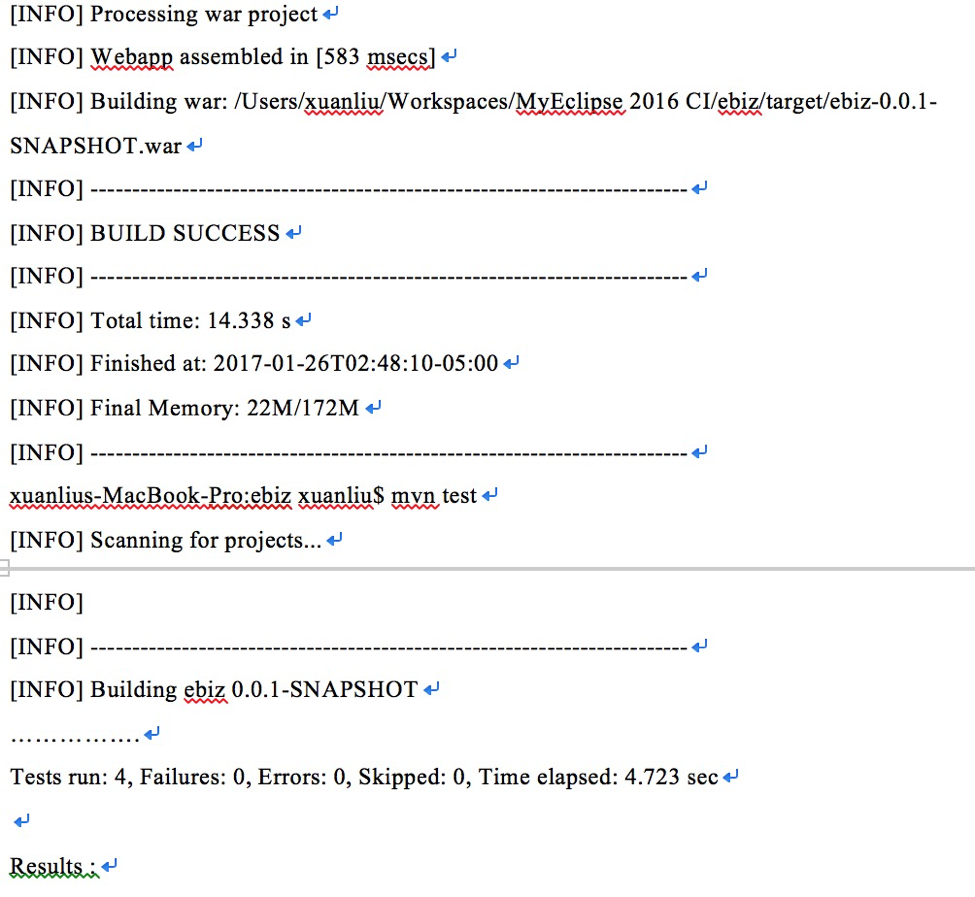 [INFO] Processing war project
[INFO] Webapp assembled in [583 msecs]
[INFO] Building war: /Users/xuanliu/Workspaces/MyEclipse 2016 CI/ebiz/target/ebiz-0.0.1-
SNAPSHOT.war
[INFO] ------------------------------------------------------------------------
[INFO] BUILD SUCCESS
[INFO] ------------------------------------------------------------------------
[INFO] Total time: 14.338 s
[INFO] Finished at: 2017-01-26T02:48:10-05:00
[INFO] Final Memory: 22M/172M
[INFO] ------------------------------------------------------------------------
xuanlius-MacBook-Pro:ebiz xuanliu$ mvn test
[INFO] Scanning for projects...
[INFO]
[INFO] ------------------------------------------------------------------------
[INFO] Building ebiz 0.0.1-SNAPSHOT
…………….
Tests run: 4, Failures: 0, Errors: 0, Skipped: 0, Time elapsed: 4.723 sec
Results :